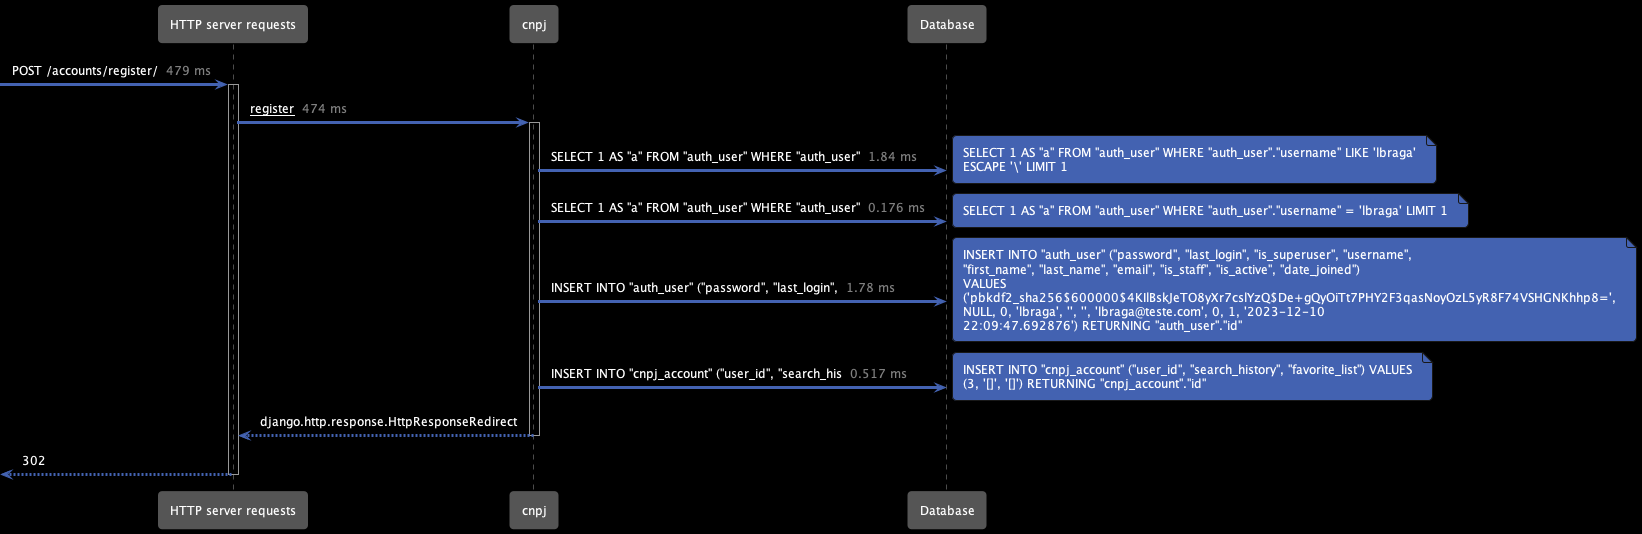 HTTP server requests
cnpj
Database
POST /accounts/register/ 479 ms
register 474 ms
SELECT 1 AS "a" FROM "auth_user" WHERE "auth_user" 1.84 ms
SELECT 1 AS "a" FROM "auth_user" WHERE "auth_user"."username" LIKE 'lbraga'
ESCAPE '\' LIMIT 1
SELECT 1 AS "a" FROM "auth_user" WHERE "auth_user" 0.176 ms
SELECT 1 AS "a" FROM "auth_user" WHERE "auth_user"."username" = 'lbraga' LIMIT 1
INSERT INTO "auth_user" ("password", "last_login", 1.78 ms
INSERT INTO "auth_user" ("password", "last_login", "is_superuser", "username",
"first_name", "last_name", "email", "is_staff", "is_active", "date_joined")
VALUES
('pbkdf2_sha256$600000$4KIlBskJeTO8yXr7cslYzQ$De+gQyOiTt7PHY2F3qasNoyOzL5yR8F74VSHGNKhhp8=',
NULL, 0, 'lbraga', '', '', 'lbraga@teste.com', 0, 1, '2023-12-10
22:09:47.692876') RETURNING "auth_user"."id"
INSERT INTO "cnpj_account" ("user_id", "search_his 0.517 ms
INSERT INTO "cnpj_account" ("user_id", "search_history", "favorite_list") VALUES
(3, '[]', '[]') RETURNING "cnpj_account"."id"
django.http.response.HttpResponseRedirect
302
HTTP server requests
cnpj
Database